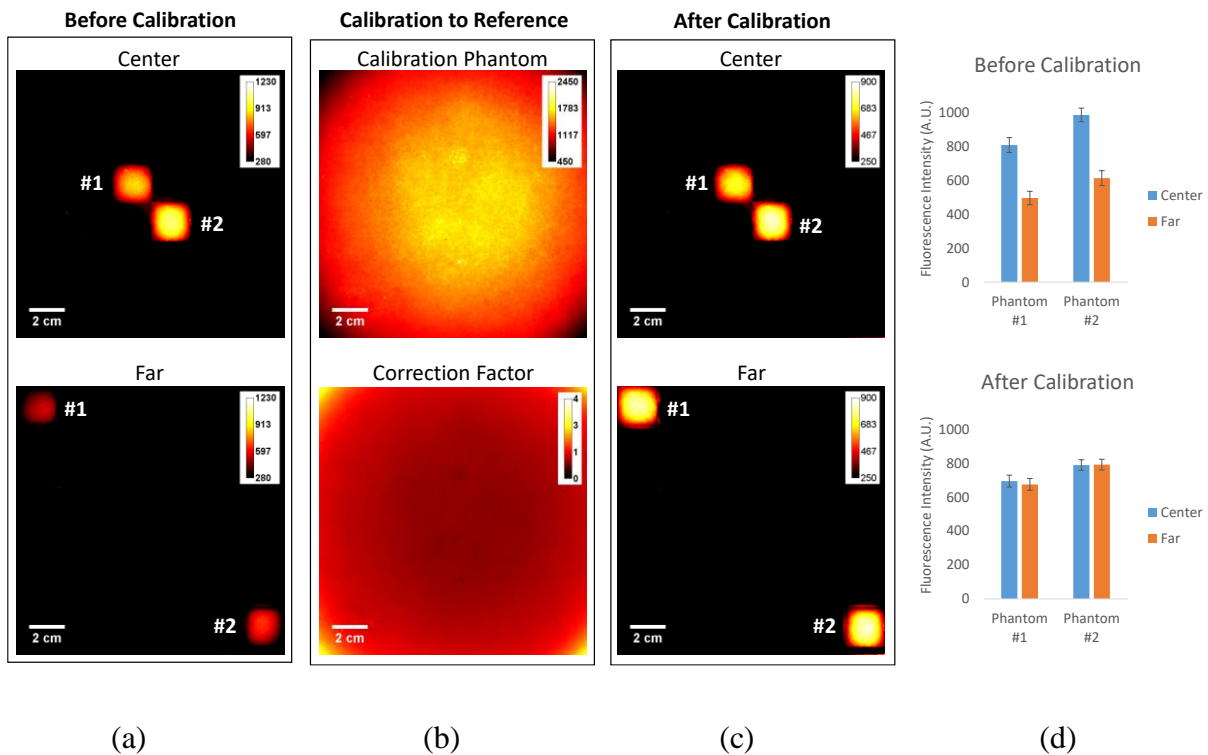 Before Calibration
Center
1230
913
597
280
#1
#2
2 cm
Far
1230
913
597
280
#1
#2
2 cm
(a)
Calibration to Reference
Calibration Phantom
2450
1783
1117
450
2 cm
Correction Factor
4
3
1
0
2 cm
(b)
After Calibration
Center
900
683
467
250
#1
#2
2 cm
Far
900
683
467
250
#1
#2
2 cm
(c)
Before Calibration
Fluorescence Intensity (A.U.)
1000
800
600
400
200
0
Phantom
#1
Phantom
#2
Center
Far
After Calibration
Fluorescence Intensity (A.U.)
1000
800
600
400
200
0
Phantom
#1
Phantom
#2
Center
Far
(d)